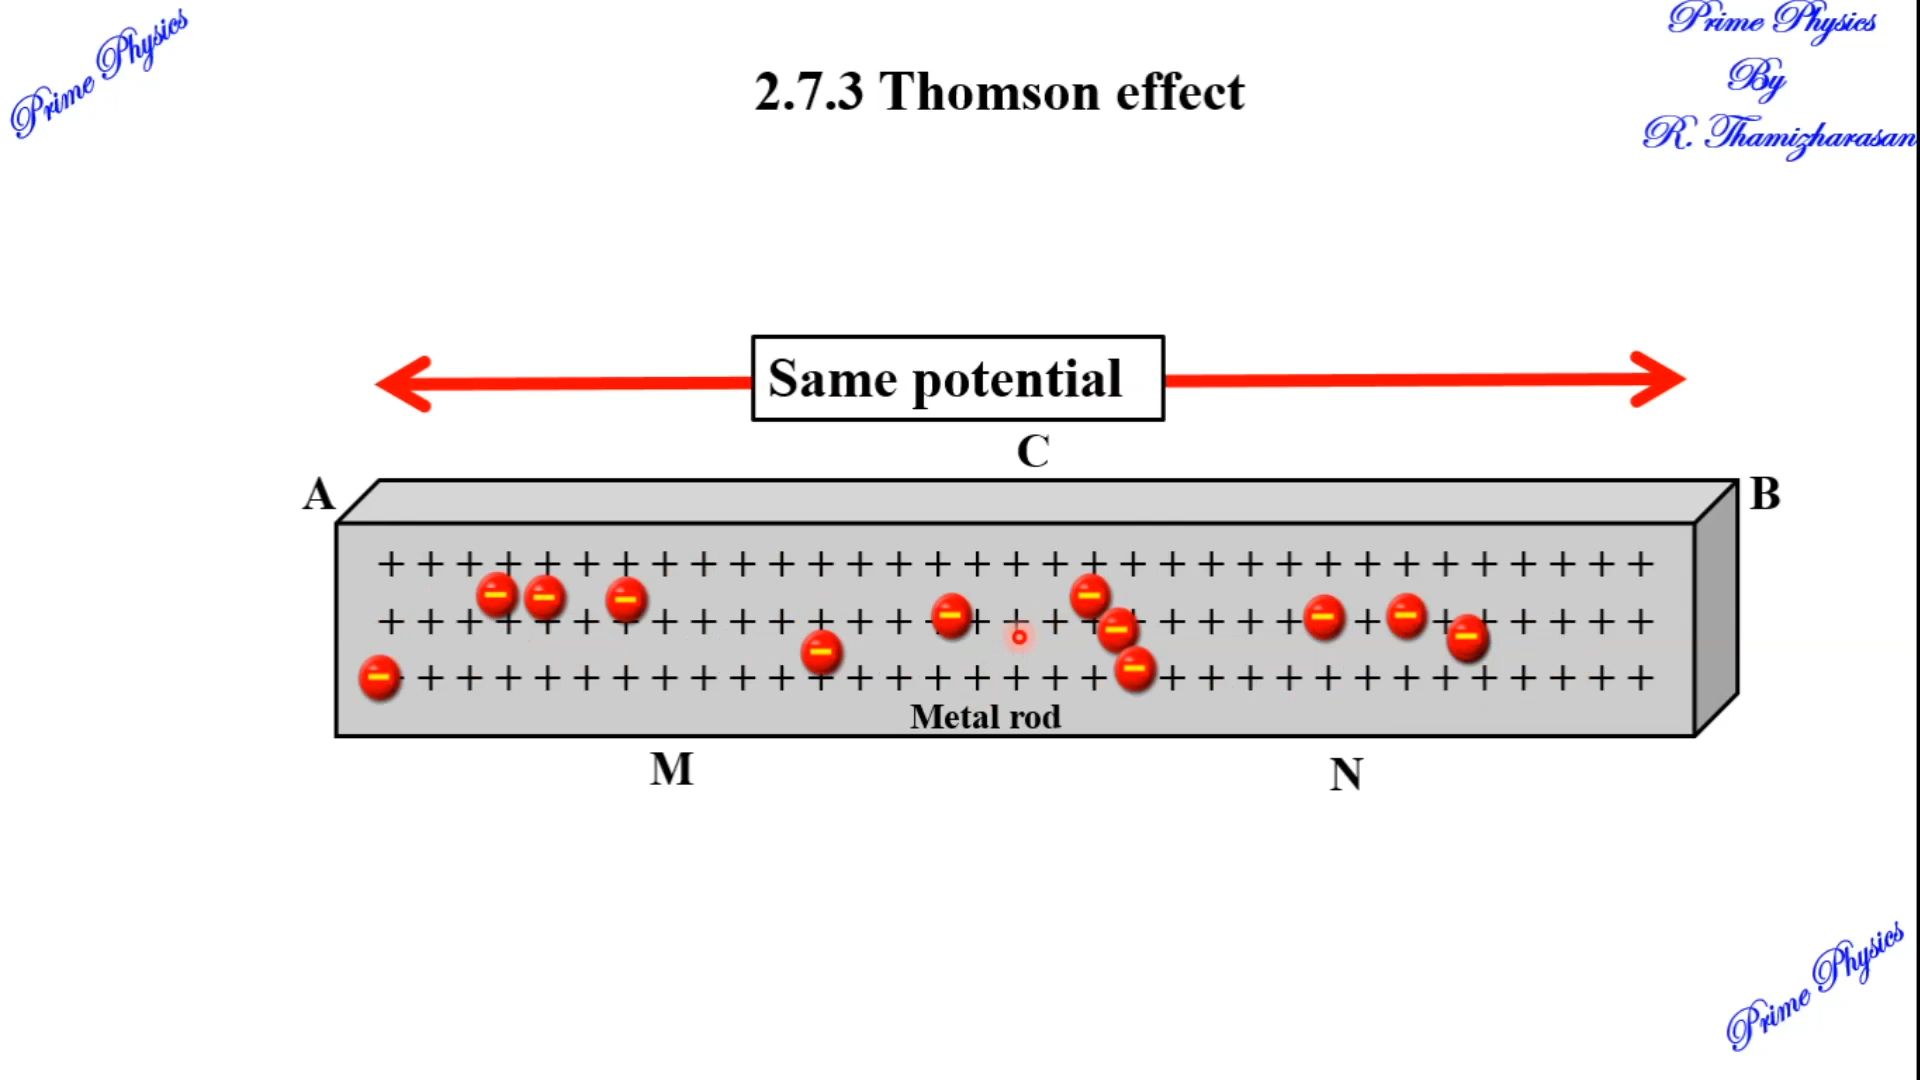 Prime Physics
Prime Physics
By
R. Thamizharasan
2.7.3 Thomson effect
Same potential
C
A
B
+ + + + + + + + + + + + + + + + + + + + + + + + + + + + + + + + +
+ + + + + + + + + + + + + + + + + + + + + + + + +
+ + + + + + + + + + + + + + + + + + + + + + + + + + + + + + +
Metal rod
M
N
Prime Physics